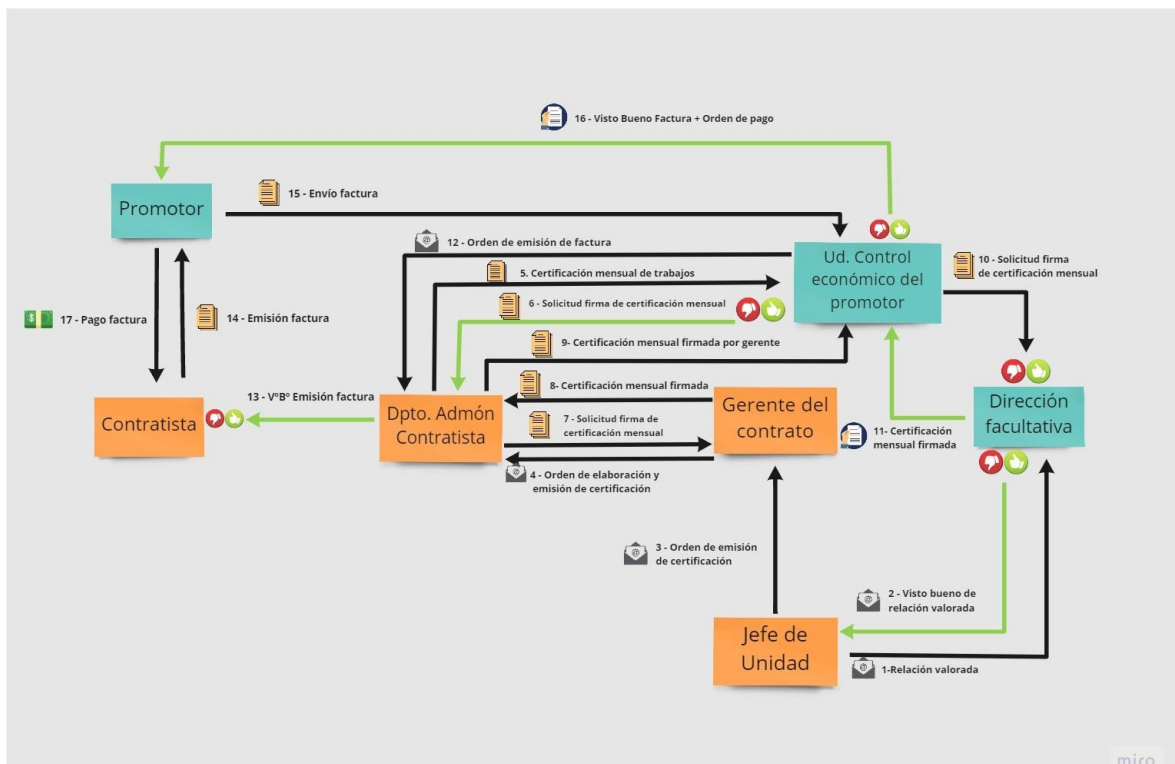 16 - Visto Bueno Factura + Orden de pago
Promotor
15 - Envío factura
12 - Orden de emisión de factura
5. Certificación mensual de trabajos
6 - Solicitud firma de certificación mensual
9- Certificación mensual firmada por gerente
Ud. Control
económico del
promotor
10 - Solicitud firma
de certificación mensual
17 - Pago factura
14 - Emisión factura
Contratista
13 - VºBº Emisión factura
Dpto. Admón
Contratista
8- Certificación mensual firmada
7 - Solicitud firma de
certificación mensual
4 - Orden de elaboración y
emisión de certificación
Gerente del
contrato
11- Certificación
mensual firmada
Dirección
facultativa
3 - Orden de emisión
de certificación
2 - Visto bueno de
relación valorada
Jefe de
Unidad
1-Relación valorada
miro